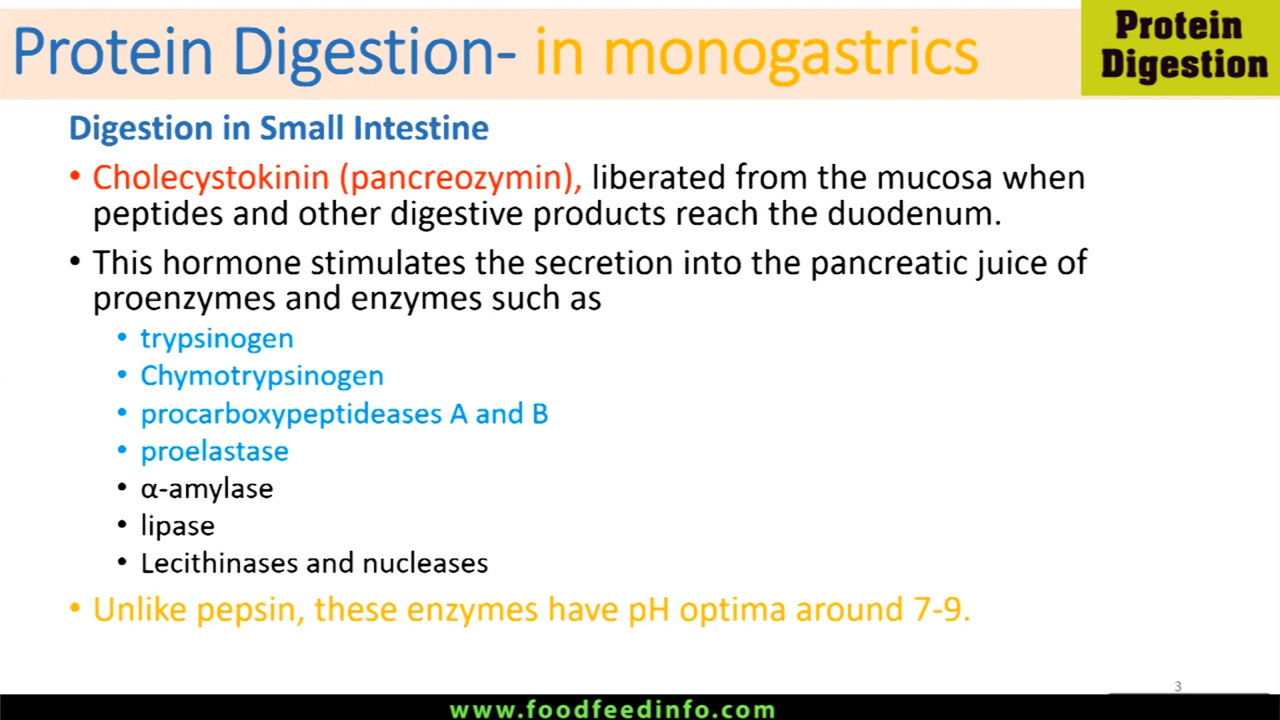 Protein Digestion- in monogastrics
Protein
Digestion
Digestion in Small Intestine
• Cholecystokinin (pancreozymin), liberated from the mucosa when
peptides and other digestive products reach the duodenum.
• This hormone stimulates the secretion into the pancreatic juice of
proenzymes and enzymes such as
• trypsinogen
• Chymotrypsinogen
• procarboxypeptideases A and B
• proelastase
• α-amylase
• lipase
• Lecithinases and nucleases
• Unlike pepsin, these enzymes have pH optima around 7-9.
3
www.foodfeedinfo.com